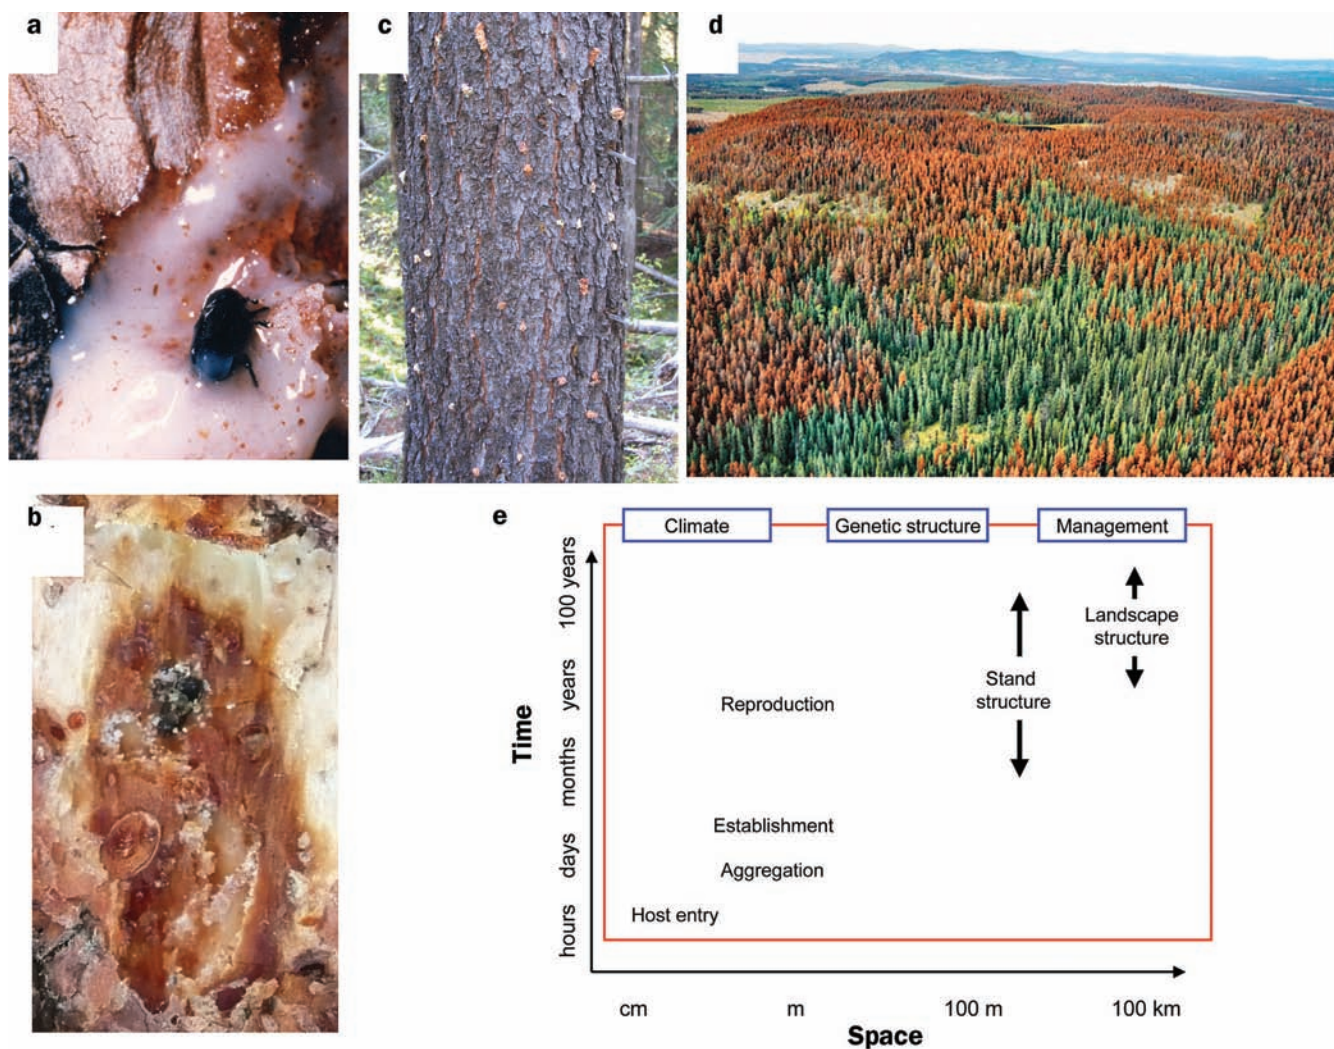 a
c
d
b
e
Climate
Genetic structure
Management
Time
100 years
years
months
days
hours
Landscape
structure
Stand
structure
Reproduction
Establishment
Aggregation
Host entry
cm
m
100 m
100 km
Space